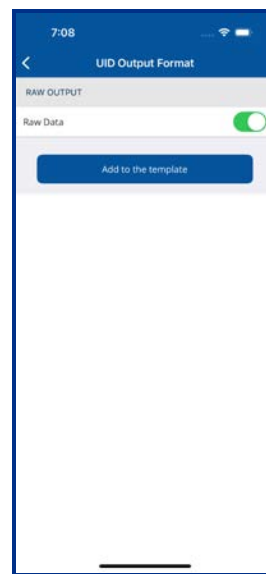 7:08
UID Output Format
RAW OUTPUT
Raw Data
Add to the template